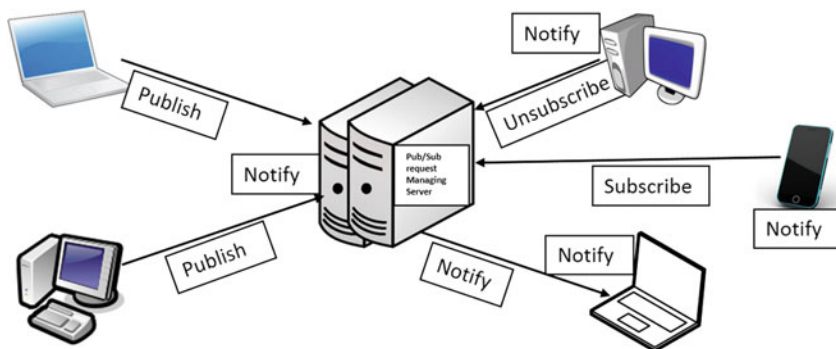 Notify
Publish
Unsubscribe
Pub/Sub
request
Managing
Server
Notify
Subscribe
Notify
Publish
Notify
Notify